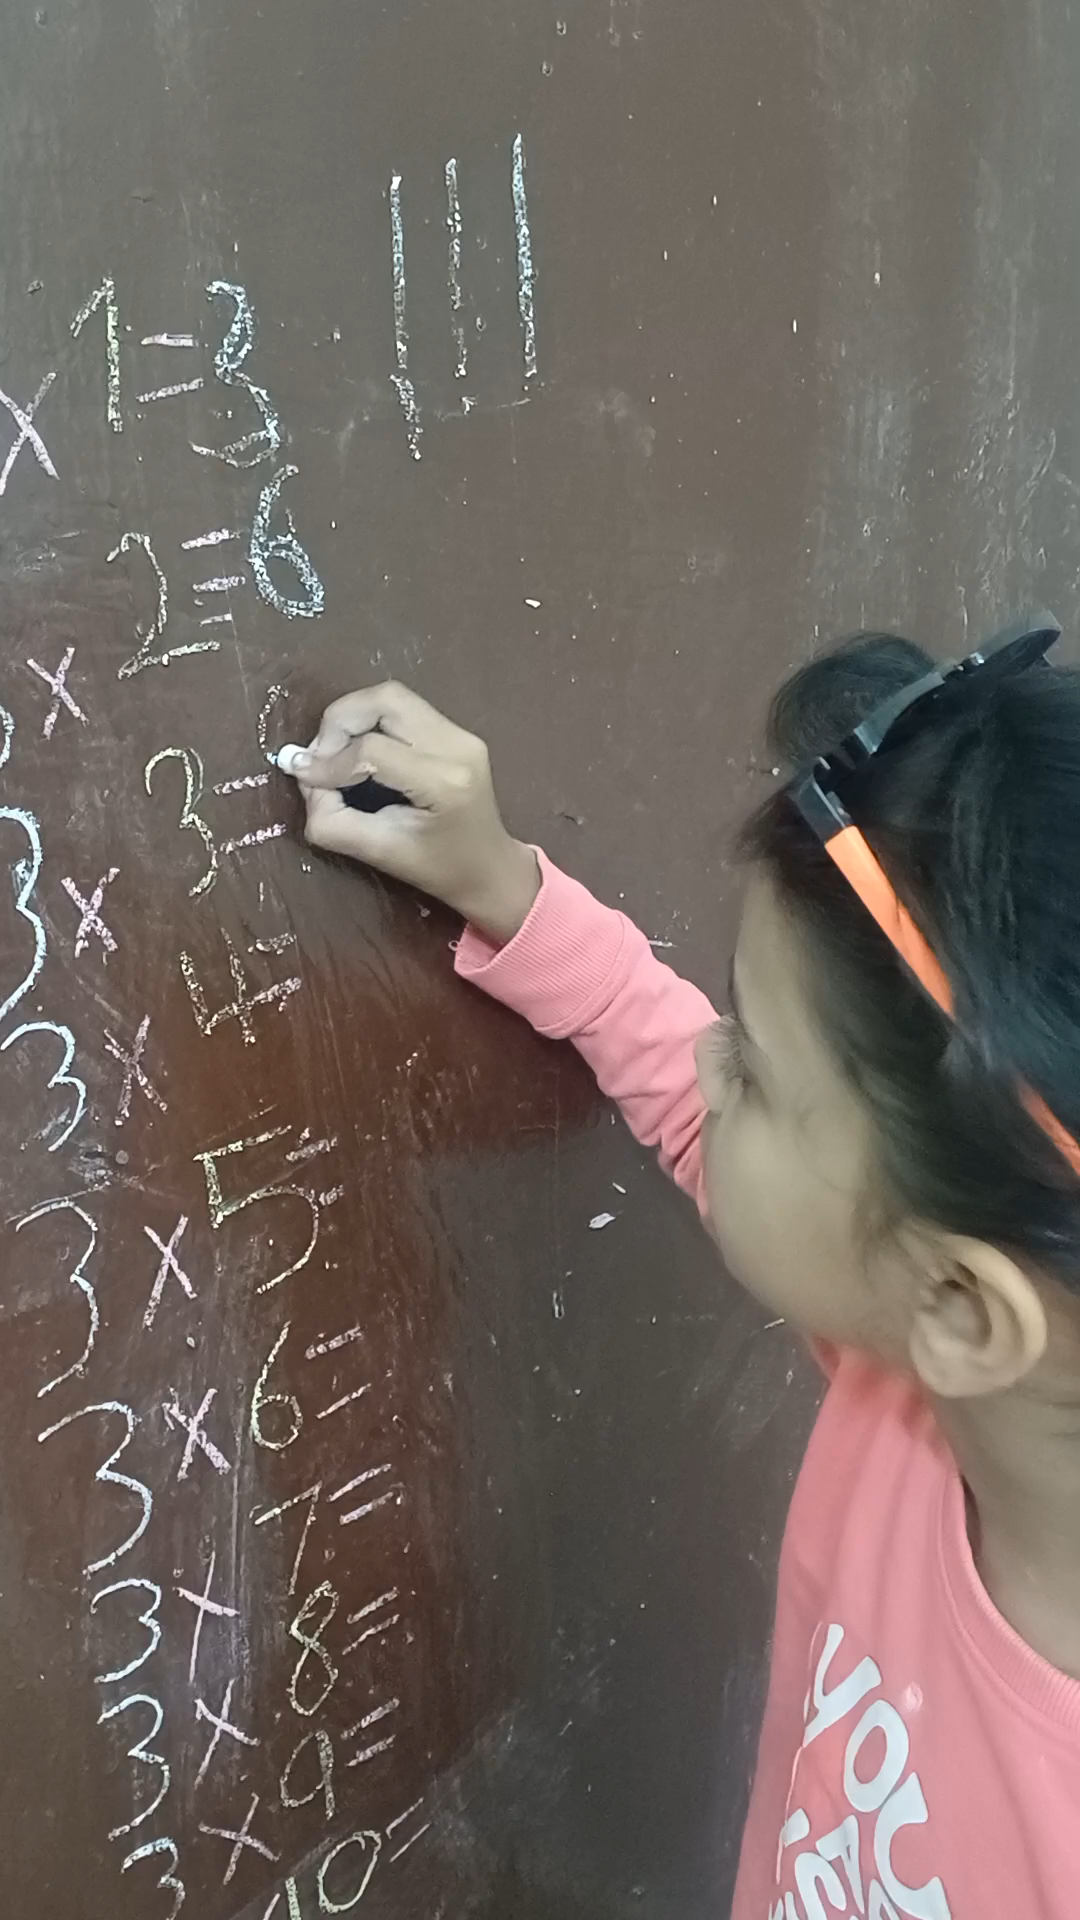 x 1 = 3
3 x 2 = 6
3 x 3 =
3 x 4 =
3 x 5 =
3 x 6 =
3 x 7 =
3 x 8 =
3 x 9 =
3 x 10 =
YOU